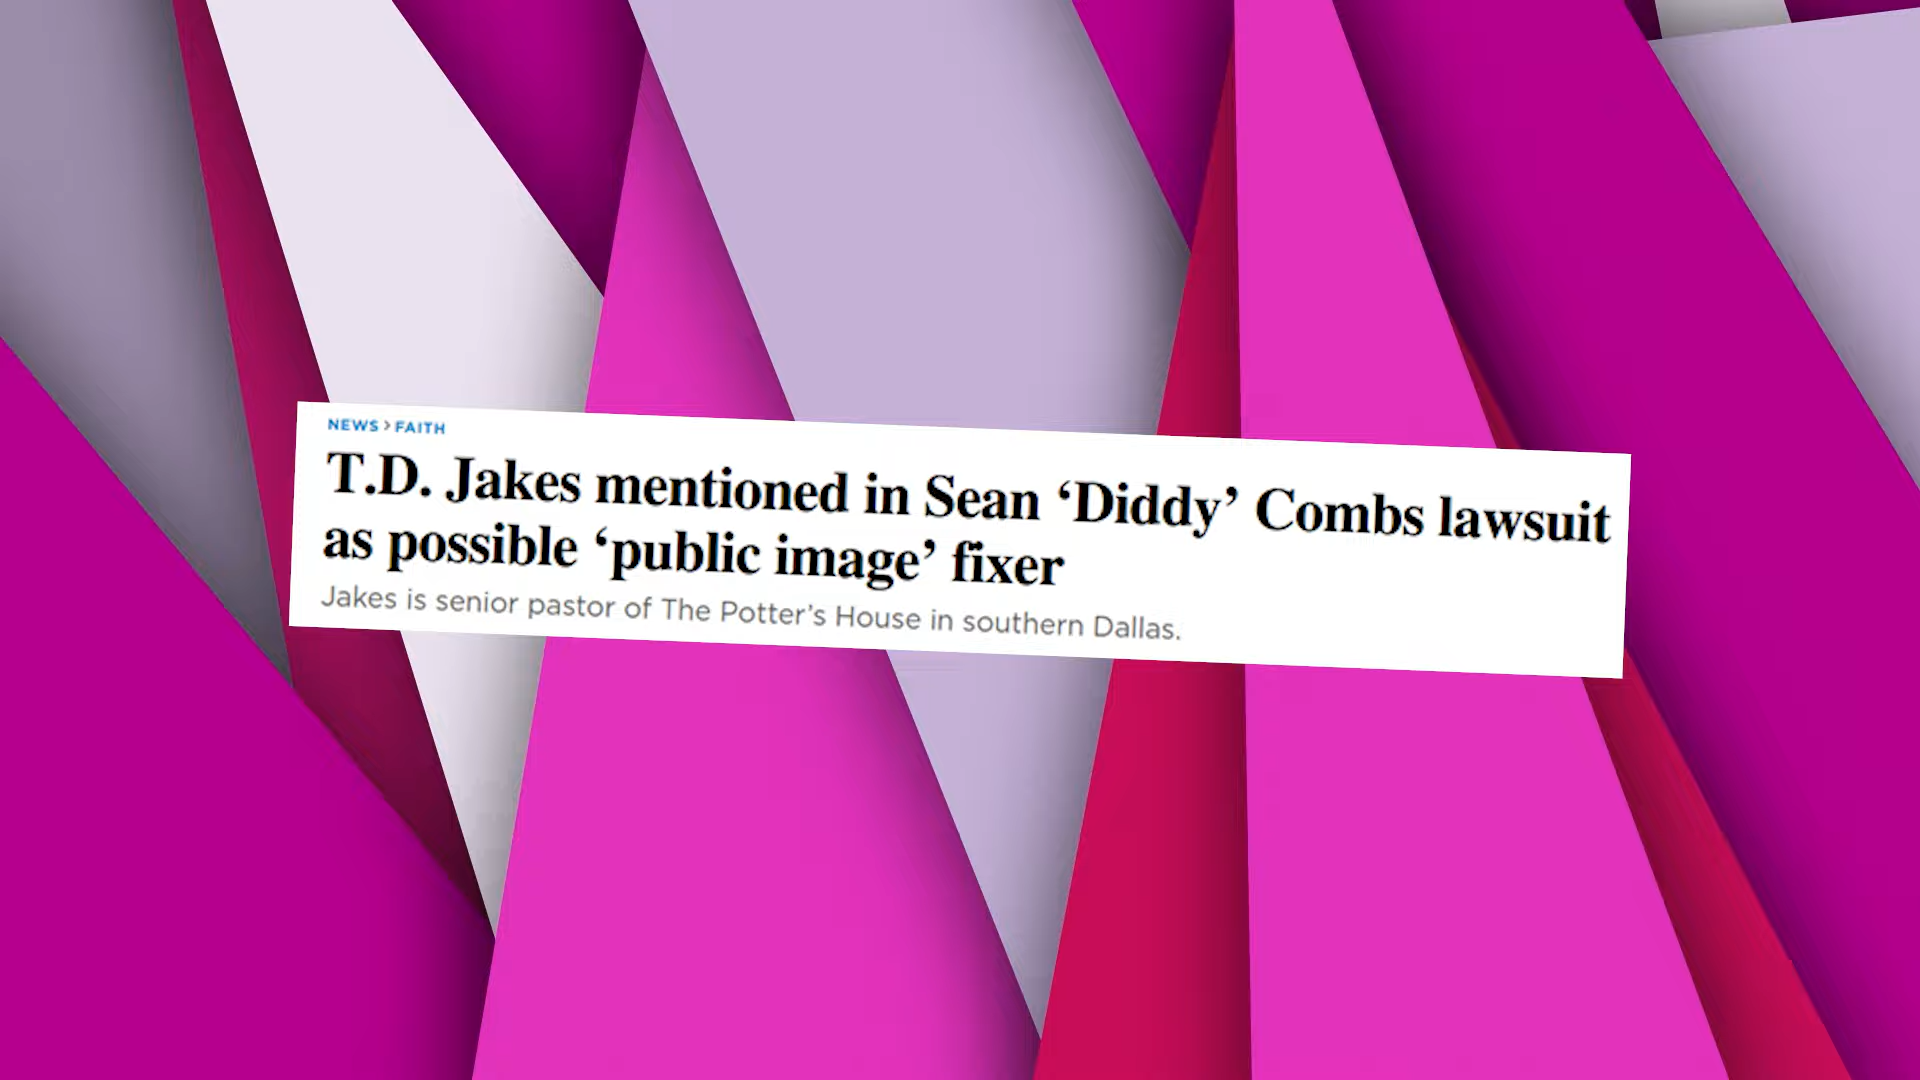 NEWS > FAITH
T.D. Jakes mentioned in Sean ‘Diddy’ Combs lawsuit
as possible ‘public image’ fixer
Jakes is senior pastor of The Potter’s House in southern Dallas.